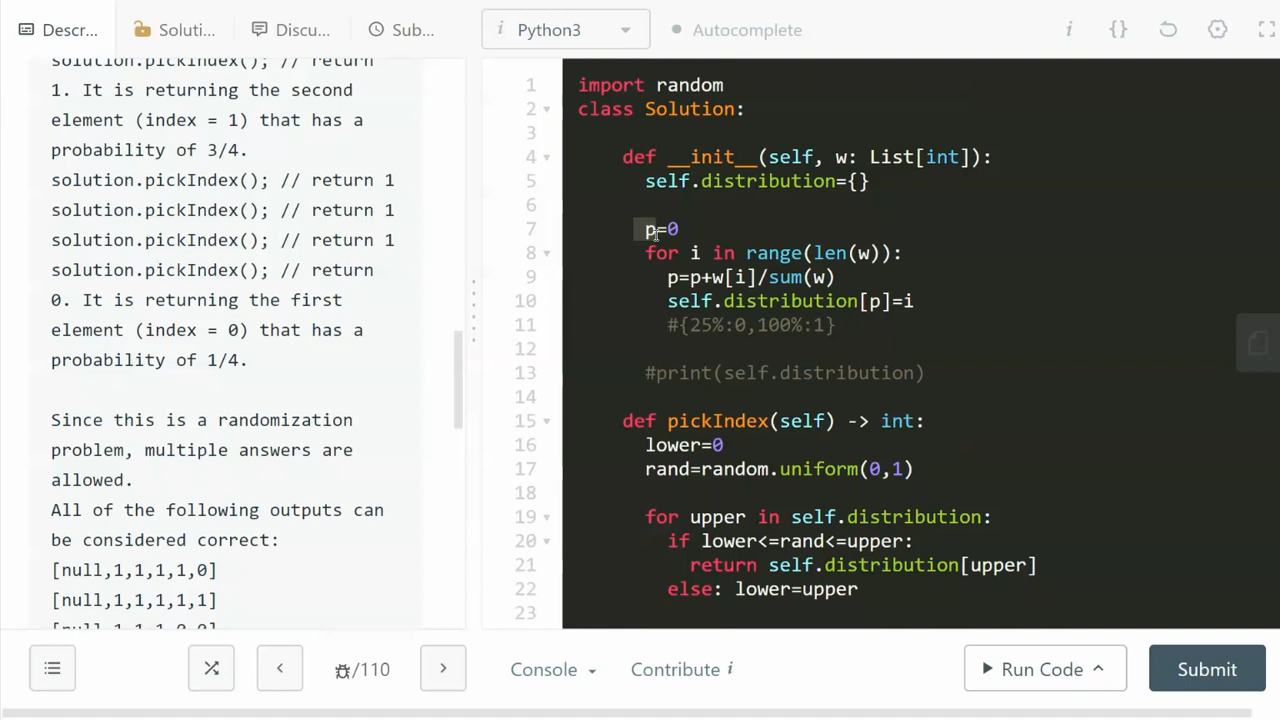 Descr...
Soluti...
Discu...
Sub...
i Python3
Autocomplete
i {}
solution.pickIndex(); // return
1. It is returning the second
element (index = 1) that has a
probability of 3/4.
solution.pickIndex(); // return 1
solution.pickIndex(); // return 1
solution.pickIndex(); // return 1
solution.pickIndex(); // return
0. It is returning the first
element (index = 0) that has a
probability of 1/4.
Since this is a randomization
problem, multiple answers are
allowed.
All of the following outputs can
be considered correct:
[null,1,1,1,1,0]
[null,1,1,1,1,1]
[null,1,1,1,0,0]
1 import random
2 class Solution:
3
4 def __init__(self, w: List[int]):
5 self.distribution={}
6
7 p=0
8 for i in range(len(w)):
9 p=p+w[i]/sum(w)
10 self.distribution[p]=i
11 #{25%:0,100%:1}
12
13 #print(self.distribution)
14
15 def pickIndex(self) -> int:
16 lower=0
17 rand=random.uniform(0,1)
18
19 for upper in self.distribution:
20 if lower<=rand<=upper:
21 return self.distribution[upper]
22 else: lower=upper
23
/110
Console
Contribute i
Run Code
Submit